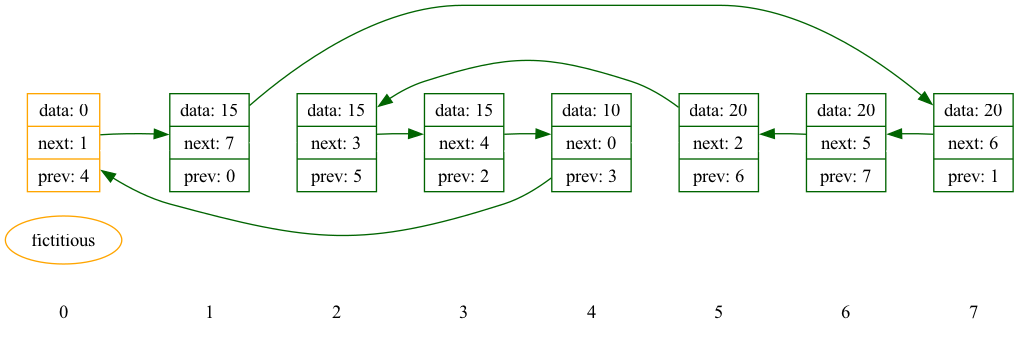 data: 0
next: 1
prev: 4
data: 15
next: 7
prev: 0
data: 15
next: 3
prev: 5
data: 15
next: 4
prev: 2
data: 10
next: 0
prev: 3
data: 20
next: 2
prev: 6
data: 20
next: 5
prev: 7
data: 20
next: 6
prev: 1
fictitious
0
1
2
3
4
5
6
7